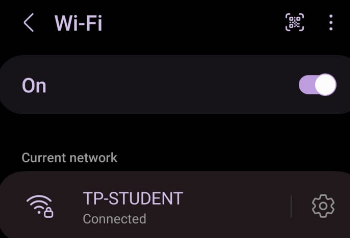 Wi-Fi
On
Current network
TP-STUDENT
Connected